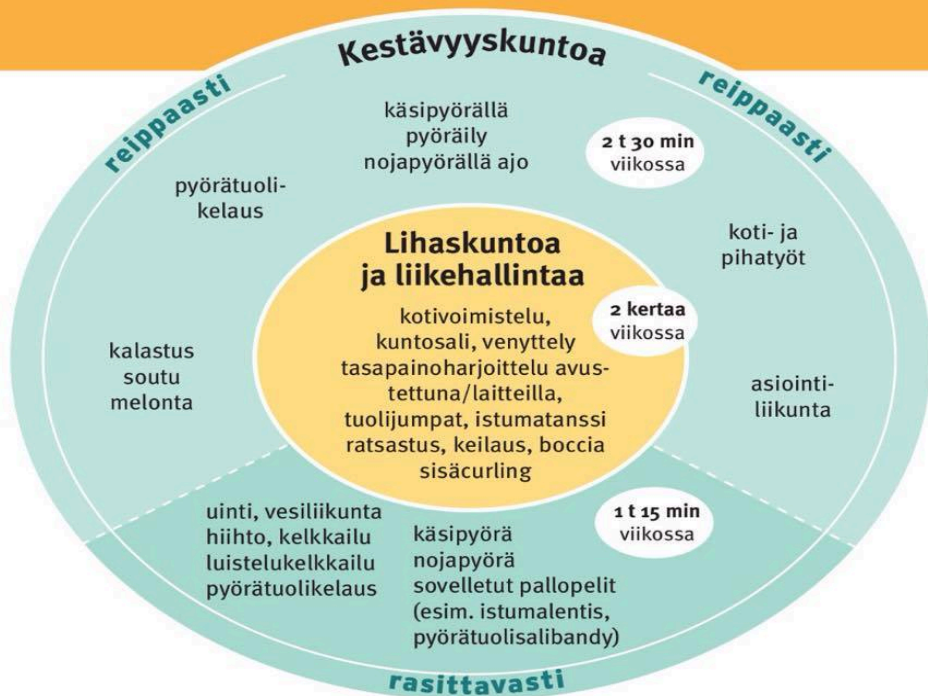 Kestävyyskuntoa
reippaasti
reippaasti
käsipyörällä
pyöräily
nojapyörällä ajo
2 t 30 min
viikossa
pyörätuoli-
kelaus
koti- ja
pihatyöt
kalastus
soutu
melonta
asiointi-
liikunta
Lihaskuntoa
ja liikehallintaa
2 kertaa
viikossa
kotivoimistelu,
kuntosali, venyttely
tasapainoharjoittelu avus-
tettuna/laitteilla,
tuolijumpat, istumatanssi
ratsastus, keilaus, boccia
sisäcurling
uinti, vesiliikunta
hiihto, kelkkailu
luistelukelkkailu
pyörätuolikelaus
käsipyörä
nojapyörä
sovelletut pallopelit
(esim. istumalentis,
pyörätuolisalibandy)
1 t 15 min
viikossa
rasittavasti